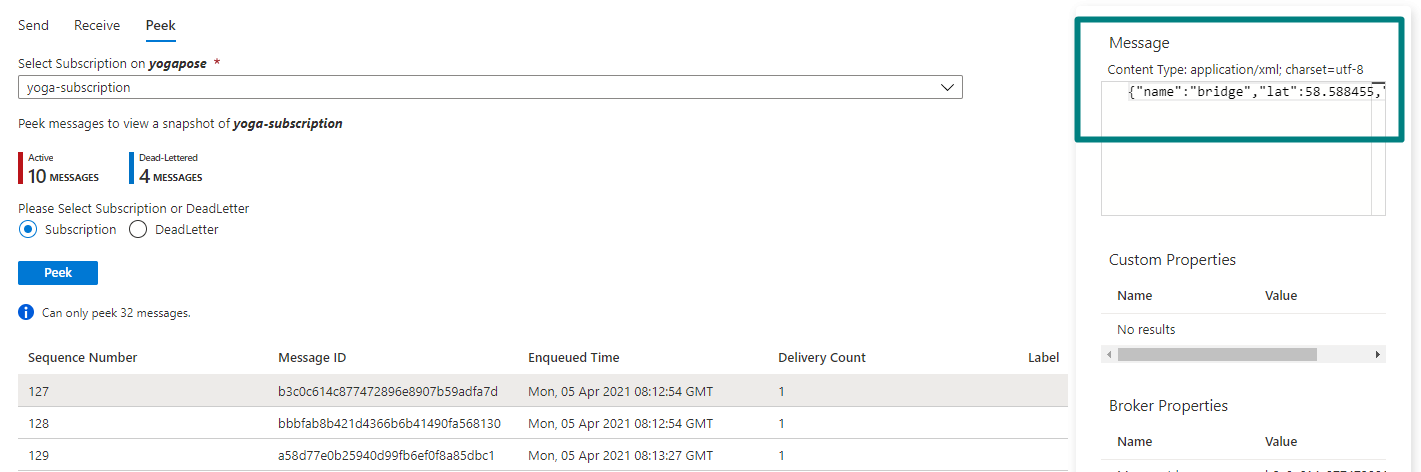 Send Receive Peek
Select Subscription on yogapose *
yoga-subscription
Peek messages to view a snapshot of yoga-subscription
Active Dead-Lettered
10 MESSAGES 4 MESSAGES
Please Select Subscription or DeadLetter
Subscription DeadLetter
Peek
Can only peek 32 messages.
Sequence Number Message ID Enqueued Time Delivery Count Label
127 b3c0c614c877472896e8907b59adfa7d Mon, 05 Apr 2021 08:12:54 GMT 1
128 bbbfab8b421d4366b6b41490fa568130 Mon, 05 Apr 2021 08:12:54 GMT 1
129 a58d77e0b25940d99fb6ef0f8a85dbc1 Mon, 05 Apr 2021 08:13:27 GMT 1
Message
Content Type: application/xml; charset=utf-8
{"name":"bridge","lat":58.588455,"
Custom Properties
Name Value
No results
Broker Properties
Name Value